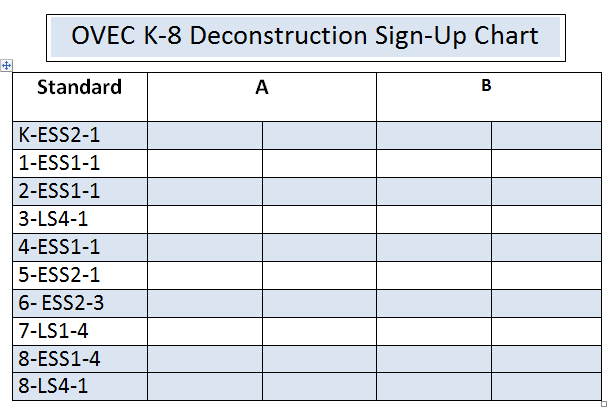 OVEC K-8 Deconstruction Sign-Up Chart
Standard A B
K-ESS2-1
1-ESS1-1
2-ESS1-1
3-LS4-1
4-ESS1-1
5-ESS2-1
6- ESS2-3
7-LS1-4
8-ESS1-4
8-LS4-1